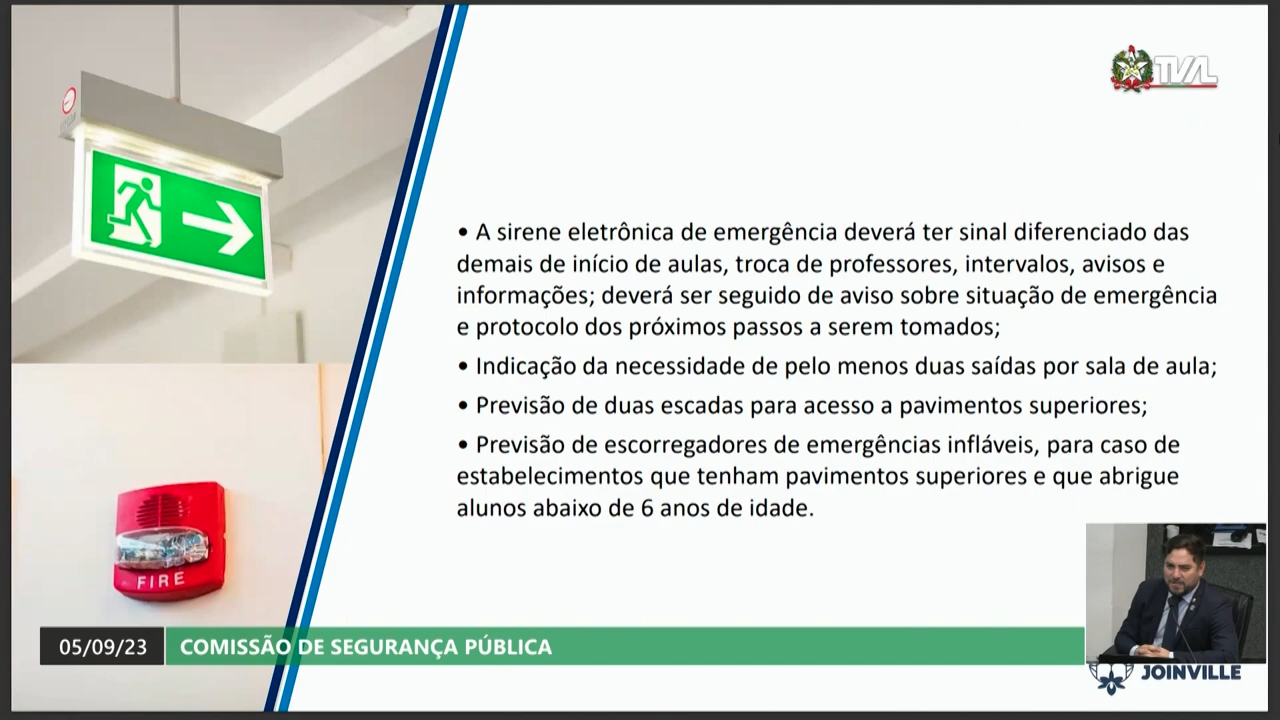 TVAL
• A sirene eletrônica de emergência deverá ter sinal diferenciado das
demais de início de aulas, troca de professores, intervalos, avisos e
informações; deverá ser seguido de aviso sobre situação de emergência
e protocolo dos próximos passos a serem tomados;
• Indicação da necessidade de pelo menos duas saídas por sala de aula;
• Previsão de duas escadas para acesso a pavimentos superiores;
• Previsão de escorregadores de emergências infláveis, para caso de
estabelecimentos que tenham pavimentos superiores e que abrigue
alunos abaixo de 6 anos de idade.
FIRE
05/09/23
COMISSÃO DE SEGURANÇA PÚBLICA
JOINVILLE